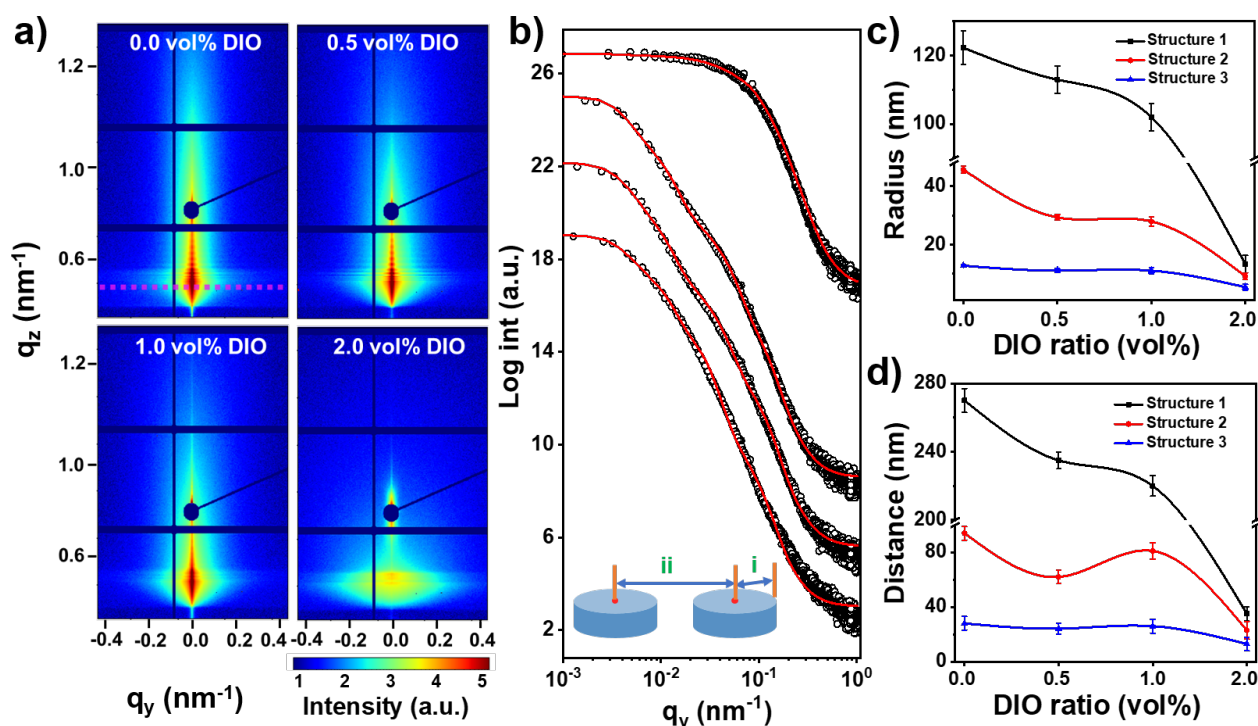 a)
0.0 vol% DIO
0.5 vol% DIO
1.2
1.0
0.6
1.0 vol% DIO
2.0 vol% DIO
1.2
1.0
0.6
q_z (nm⁻¹)
-0.4 -0.2 0.0 0.2 0.4
-0.4 -0.2 0.0 0.2 0.4
q_y (nm⁻¹)
1 2 3 4 5
Intensity (a.u.)
b)
26
22
18
14
10
6
2
Log int (a.u.)
ii
i
10⁻³ 10⁻² 10⁻¹ 10⁰
q_y (nm⁻¹)
c)
Structure 1
Structure 2
Structure 3
120
100
40
20
Radius (nm)
0.0 0.5 1.0 2.0
DIO ratio (vol%)
d)
Structure 1
Structure 2
Structure 3
280
240
200
80
40
0
Distance (nm)
0.0 0.5 1.0 2.0
DIO ratio (vol%)